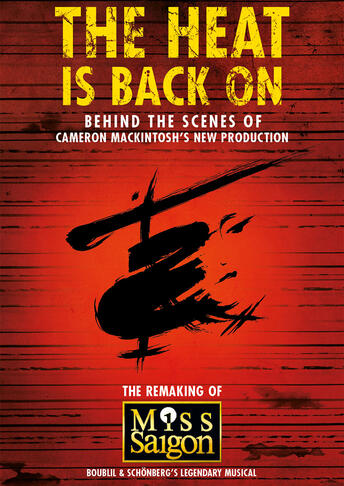 THE HEAT
IS BACK ON
BEHIND THE SCENES OF
CAMERON MACKINTOSH'S NEW PRODUCTION
THE REMAKING OF
MISS
Saigon
BOUBLIL & SCHÖNBERG'S LEGENDARY MUSICAL